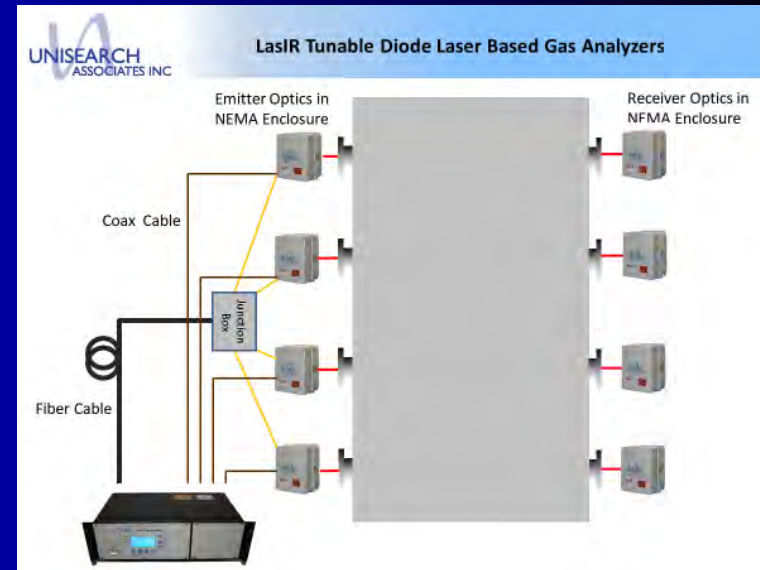 UNISEARCH
ASSOCIATES INC
LasIR Tunable Diode Laser Based Gas Analyzers
Emitter Optics in
NEMA Enclosure
Receiver Optics in
NEMA Enclosure
Coax Cable
Junction
Box
Fiber Cable